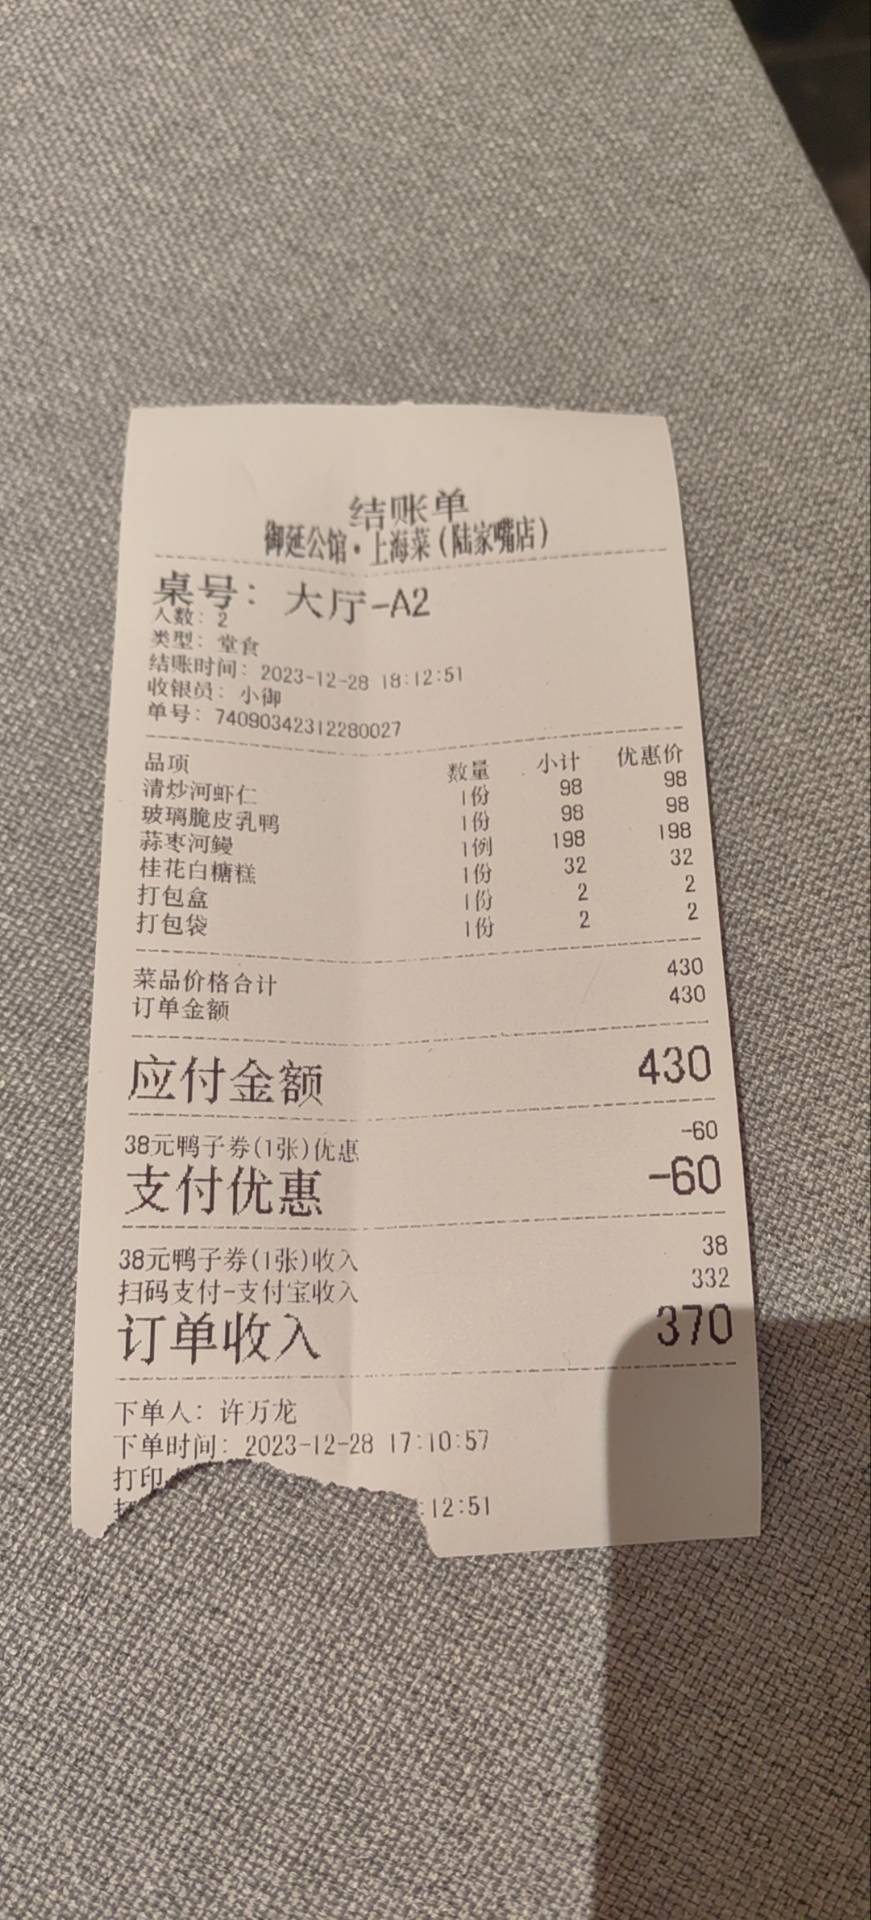 结账单
御延公馆·上海菜(陆家嘴店)
桌号: 大厅-A2
人数: 2
类型: 堂食
结账时间: 2023-12-28 18:12:51
收银员: 小御
单号: 74090342312280027
品项 数量 小计 优惠价
清炒河虾仁 1份 98 98
玻璃脆皮乳鸭 1份 98 98
蒜枣河鳗 1例 198 198
桂花白糖糕 1份 32 32
打包盒 1份 2 2
打包袋 1份 2 2
菜品价格合计 430
订单金额 430
应付金额 430
38元鸭子券(1张)优惠 -60
支付优惠 -60
38元鸭子券(1张)收入 38
扫码支付-支付宝收入 332
订单收入 370
下单人: 许万龙
下单时间: 2023-12-28 17:10:57
打印
:12:51